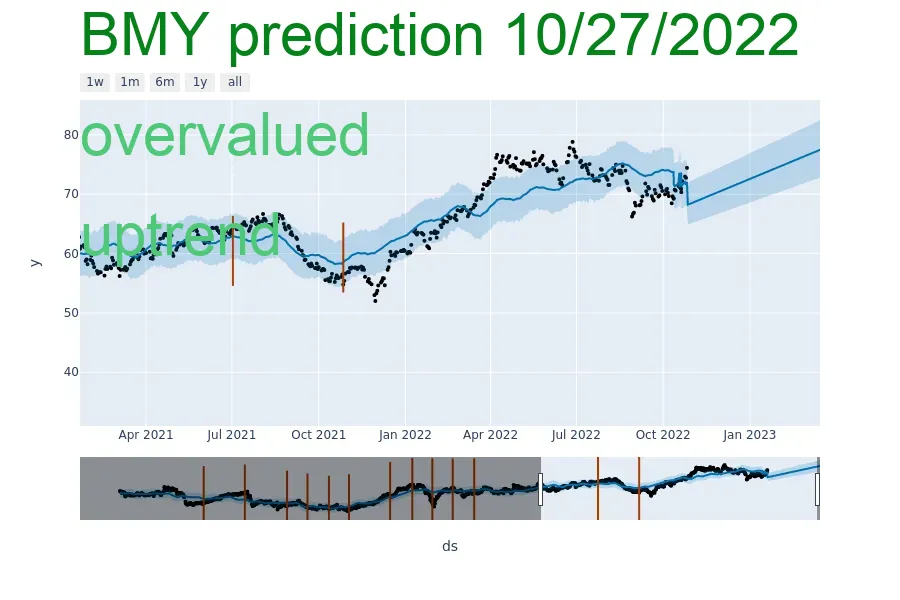 BMY prediction 10/27/2022
1w 1m 6m 1y all
overvalued
uptrend
80
70
60
50
40
y
Apr 2021 Jul 2021 Oct 2021 Jan 2022 Apr 2022 Jul 2022 Oct 2022 Jan 2023
ds